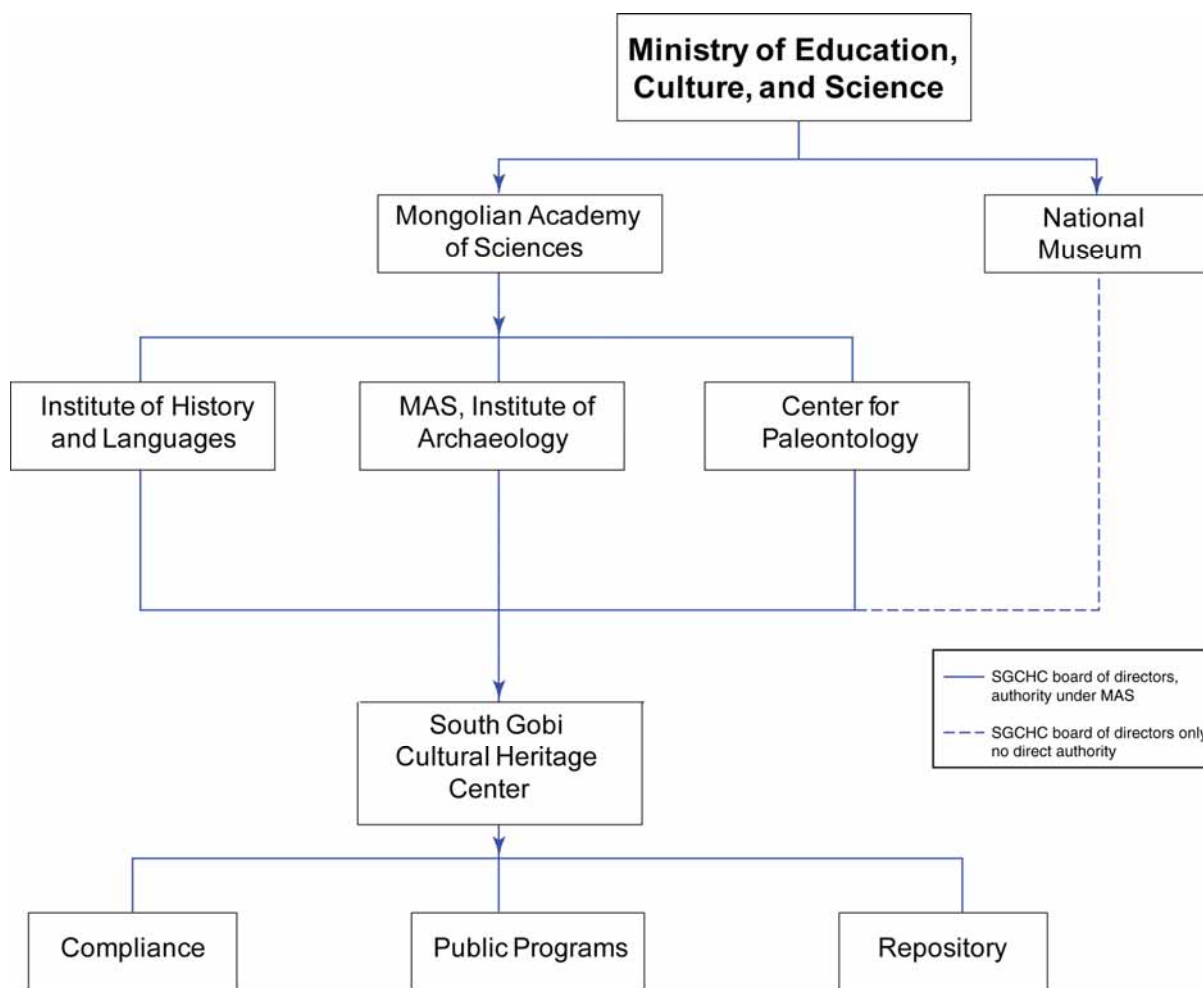 Ministry of Education,
Culture, and Science
Mongolian Academy
of Sciences
National
Museum
Institute of History
and Languages
MAS, Institute of
Archaeology
Center for
Paleontology
SGCHC board of directors,
authority under MAS
SGCHC board of directors only
no direct authority
South Gobi
Cultural Heritage
Center
Compliance
Public Programs
Repository